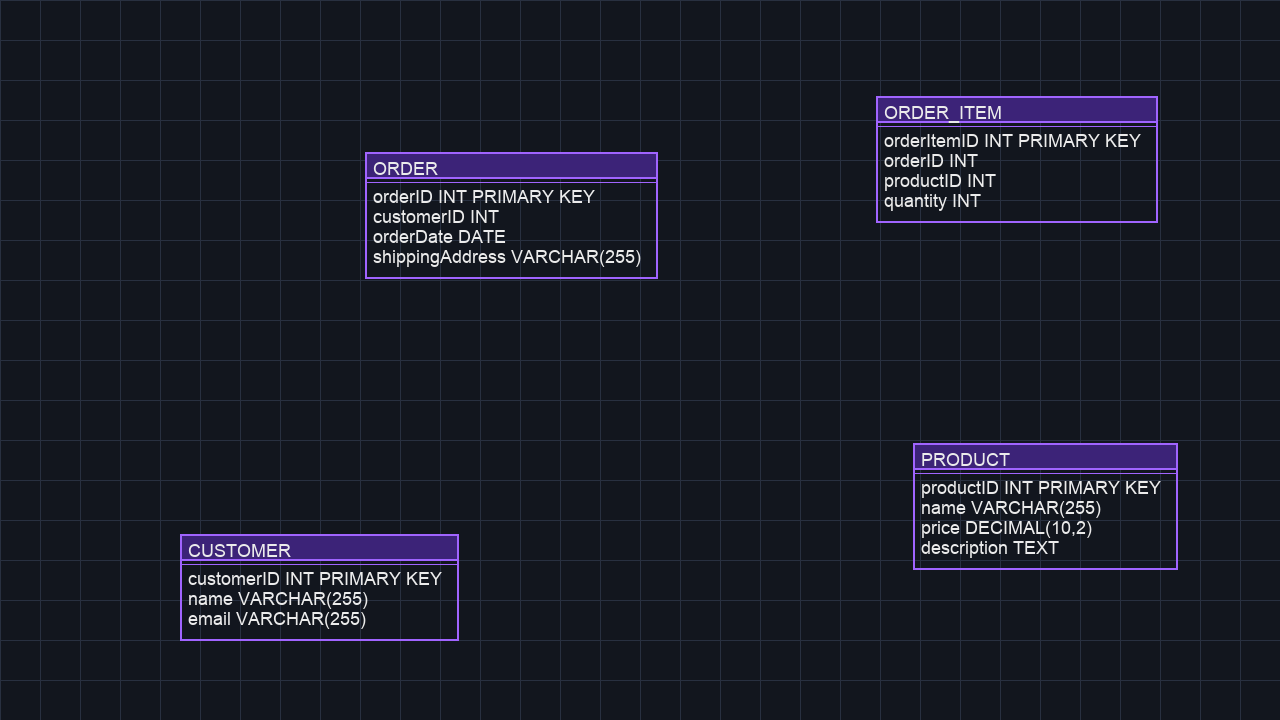 ORDER
orderID INT PRIMARY KEY
customerID INT
orderDate DATE
shippingAddress VARCHAR(255)
ORDER_ITEM
orderItemID INT PRIMARY KEY
orderID INT
productID INT
quantity INT
CUSTOMER
customerID INT PRIMARY KEY
name VARCHAR(255)
email VARCHAR(255)
PRODUCT
productID INT PRIMARY KEY
name VARCHAR(255)
price DECIMAL(10,2)
description TEXT